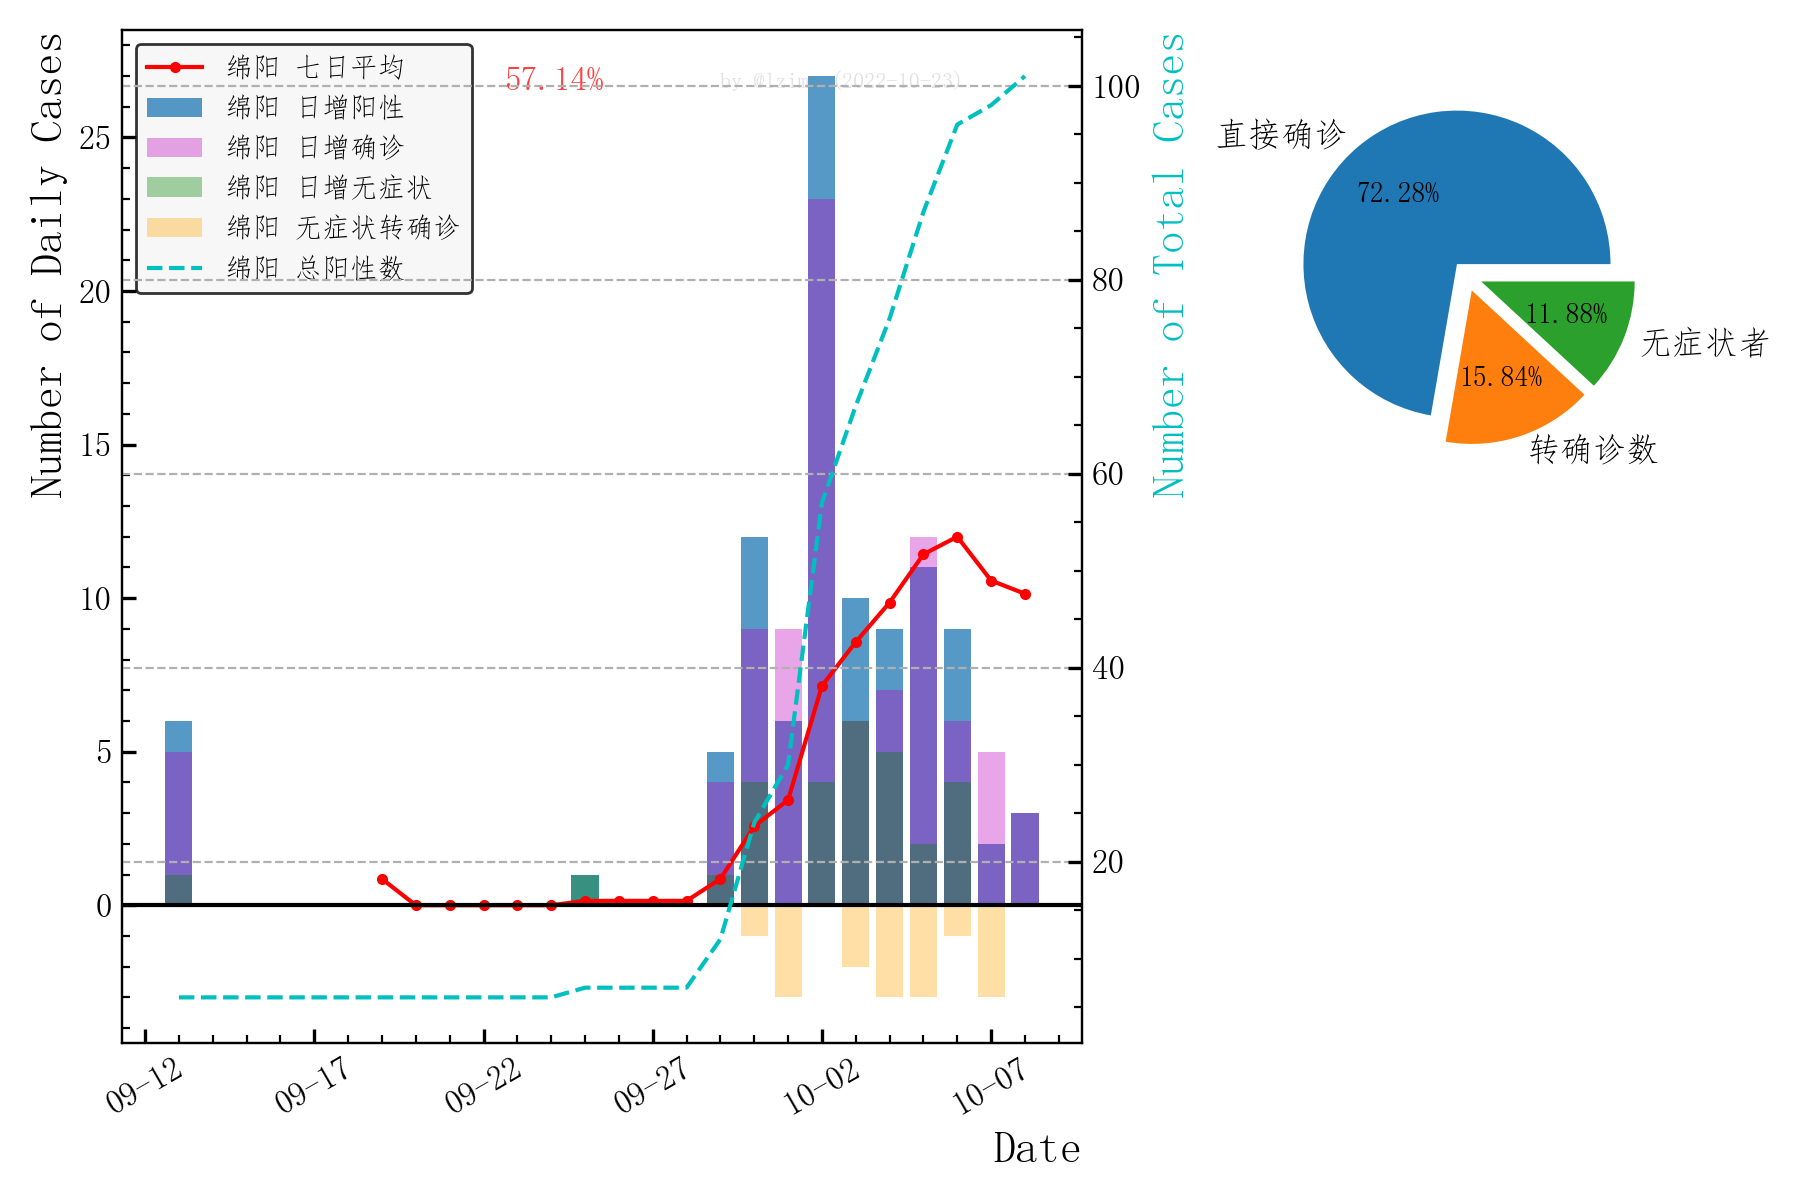 Number of Daily Cases
25
20
15
10
5
0
绵阳 七日平均
绵阳 日增阳性
绵阳 日增确诊
绵阳 日增无症状
绵阳 无症状转确诊
绵阳 总阳性数
57.14%
(2022-10-23)
100
80
60
40
20
Number of Total Cases
09-12
09-17
09-22
09-27
10-02
10-07
Date
直接确诊
72.28%
11.88%
无症状者
15.84%
转确诊数